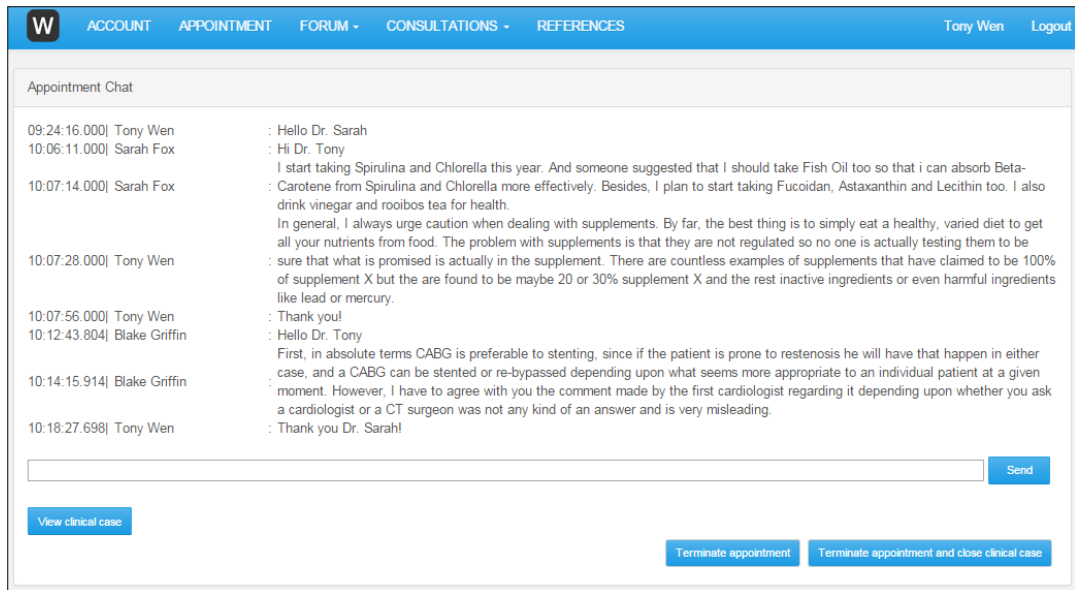 W ACCOUNT APPOINTMENT FORUM CONSULTATIONS REFERENCES Tony Wen Logout
Appointment Chat
09:24:16.000| Tony Wen : Hello Dr. Sarah
10:06:11.000| Sarah Fox : Hi Dr. Tony
I start taking Spirulina and Chlorella this year. And someone suggested that I should take Fish Oil too so that i can absorb Beta-
10:07:14.000| Sarah Fox : Carotene from Spirulina and Chlorella more effectively. Besides, I plan to start taking Fucoidan, Astaxanthin and Lecithin too. I also
drink vinegar and rooibos tea for health.
In general, I always urge caution when dealing with supplements. By far, the best thing is to simply eat a healthy, varied diet to get
all your nutrients from food. The problem with supplements is that they are not regulated so no one is actually testing them to be
10:07:28.000| Tony Wen : sure that what is promised is actually in the supplement. There are countless examples of supplements that have claimed to be 100%
of supplement X but the are found to be maybe 20 or 30% supplement X and the rest inactive ingredients or even harmful ingredients
like lead or mercury.
10:07:56.000| Tony Wen : Thank you!
10:12:43.804| Blake Griffin : Hello Dr. Tony
First, in absolute terms CABG is preferable to stenting, since if the patient is prone to restenosis he will have that happen in either
case, and a CABG can be stented or re-bypassed depending upon what seems more appropriate to an individual patient at a given
10:14:15.914| Blake Griffin : moment. However, I have to agree with you the comment made by the first cardiologist regarding it depending upon whether you ask
a cardiologist or a CT surgeon was not any kind of an answer and is very misleading.
10:18:27.698| Tony Wen : Thank you Dr. Sarah!
Send
View clinical case
Terminate appointment Terminate appointment and close clinical case